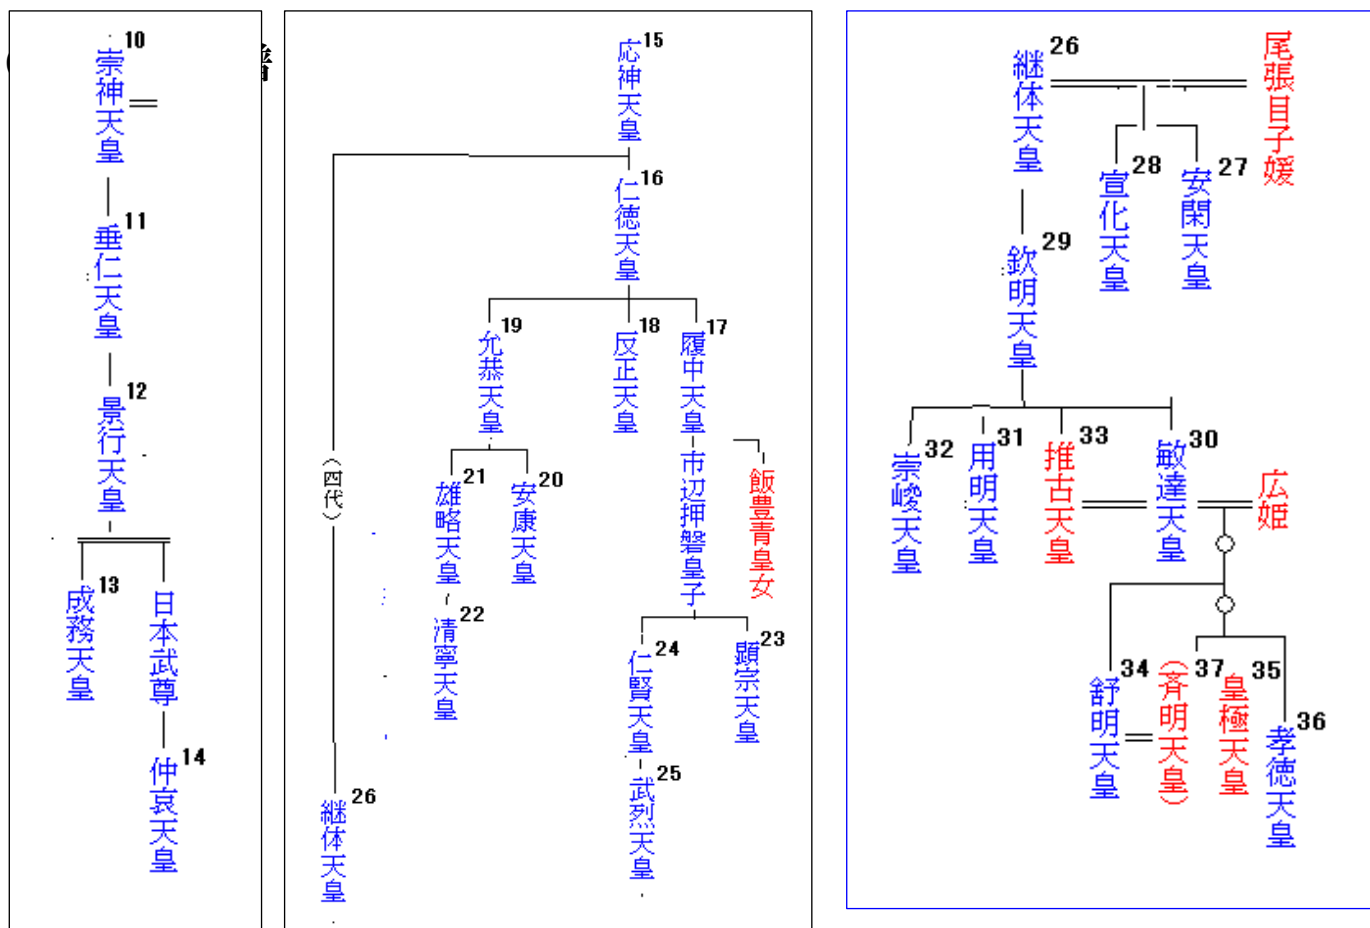 10
崇神天皇
11
垂仁天皇
12
景行天皇
13
成務天皇
日本武尊
14
仲哀天皇
15
応神天皇
16
仁徳天皇
17
履中天皇
18
反正天皇
19
允恭天皇
20
安康天皇
21
雄略天皇
22
清寧天皇
市辺押磐皇子
飯豊青皇女
23
顕宗天皇
24
仁賢天皇
25
武烈天皇
(四代)
26
継体天皇
26
継体天皇
尾張目子媛
27
安閑天皇
28
宣化天皇
29
欽明天皇
30
敏達天皇
広姫
33
推古天皇
31
用明天皇
32
崇峻天皇
34
舒明天皇
35
皇極天皇
37
(斉明天皇)
36
孝徳天皇